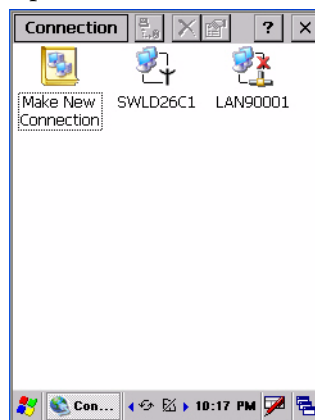 Connection
?
Make New
Connection
SWLD26C1
LAN90001
Con...
10:17 PM